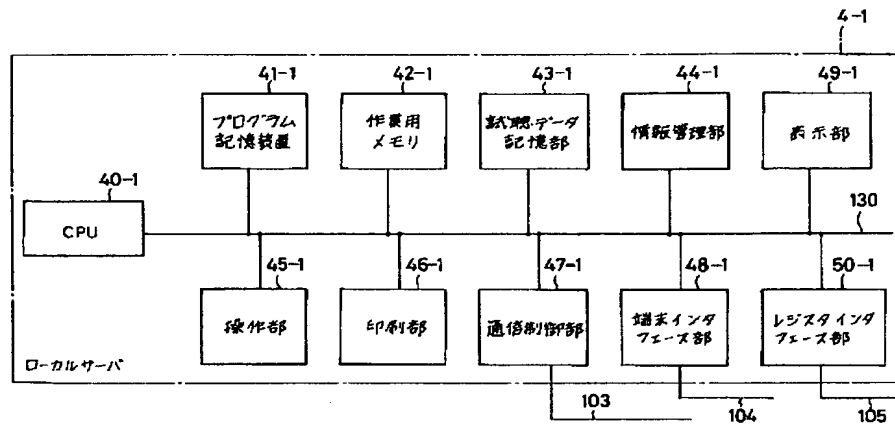 4-1
41-1
42-1
43-1
44-1
49-1
プログラム
記憶装置
作業用
メモリ
試聴データ
記憶部
情報管理部
表示部
40-1
CPU
130
45-1
46-1
47-1
48-1
50-1
操作部
印刷部
通信制御部
端末インタ
フェース部
レジスタインタ
フェース部
ローカルサーバ
103
104
105